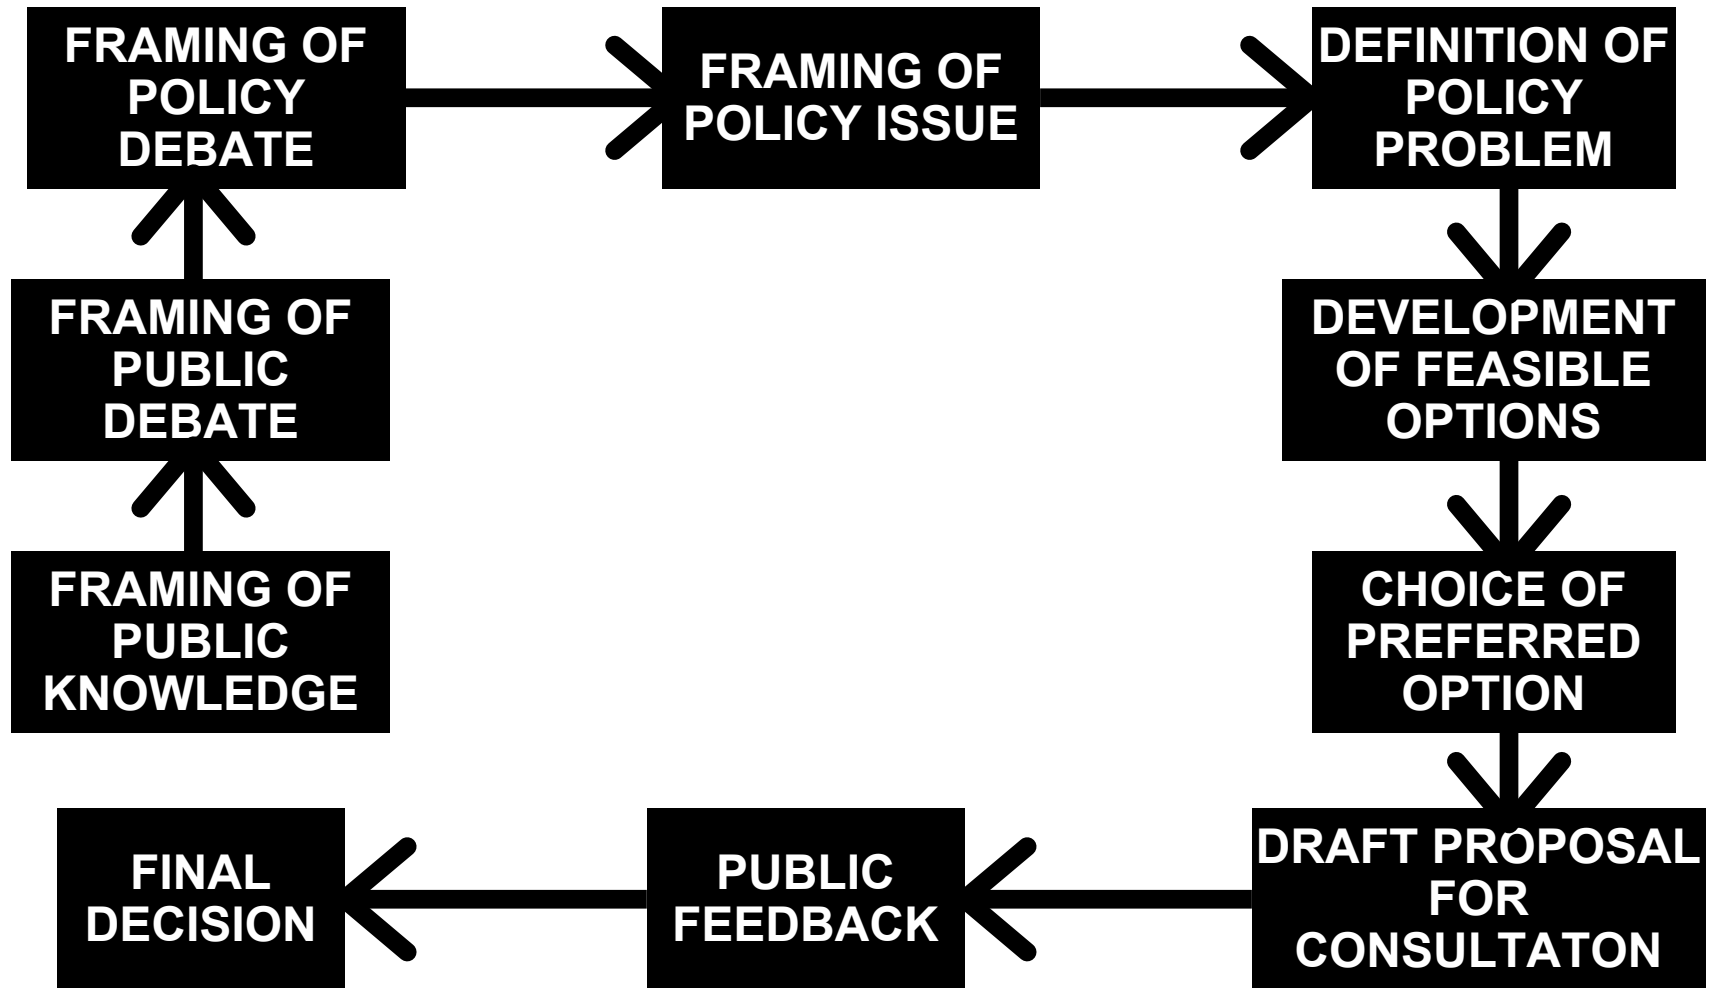 FRAMING OF
POLICY
DEBATE
FRAMING OF
POLICY ISSUE
DEFINITION OF
POLICY
PROBLEM
FRAMING OF
PUBLIC
DEBATE
DEVELOPMENT
OF FEASIBLE
OPTIONS
FRAMING OF
PUBLIC
KNOWLEDGE
CHOICE OF
PREFERRED
OPTION
FINAL
DECISION
PUBLIC
FEEDBACK
DRAFT PROPOSAL
FOR
CONSULTATON